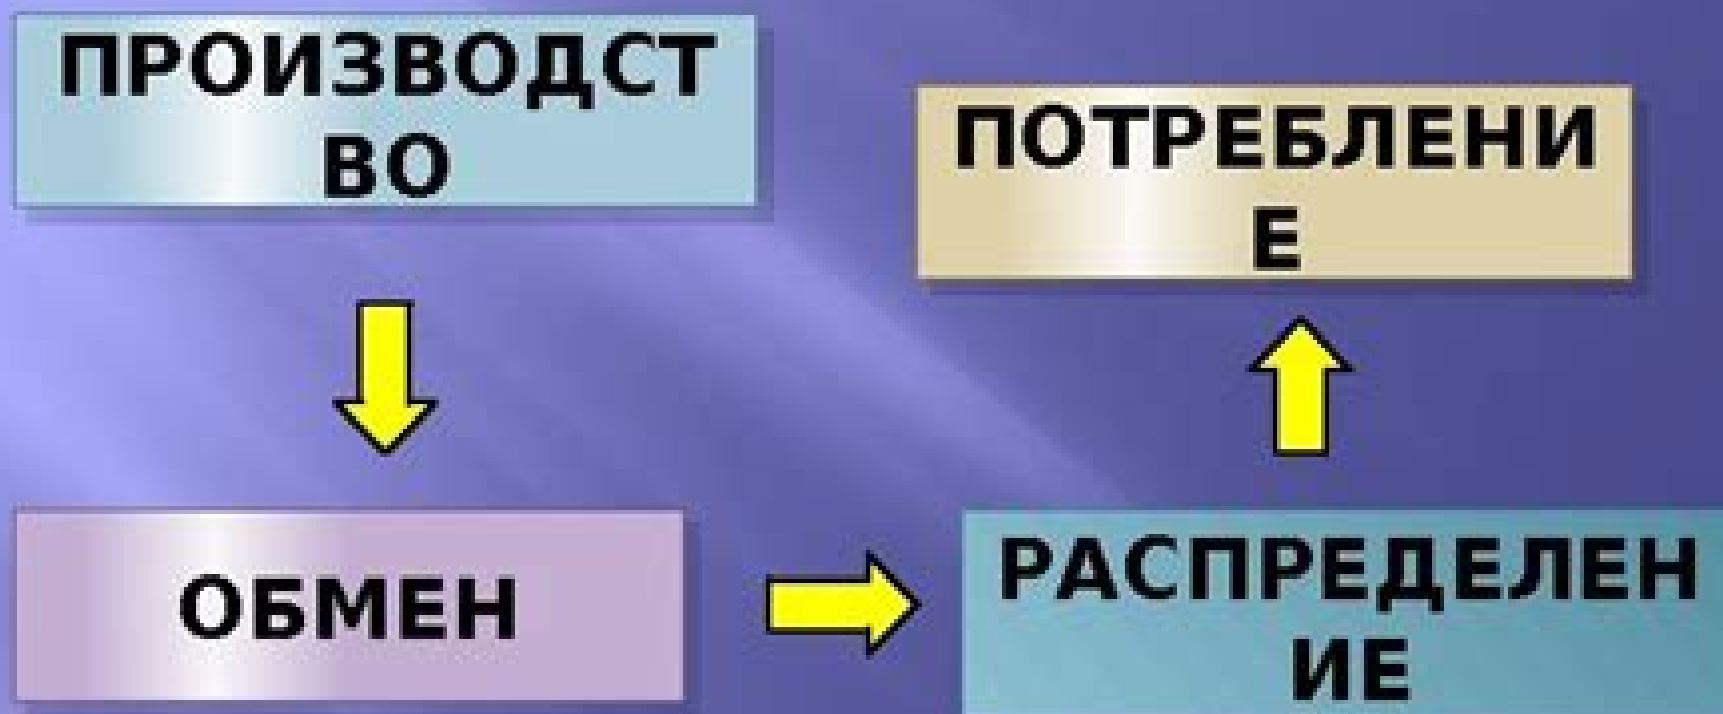 ПРОИЗВОДСТ
ВО
ПОТРЕБЛЕНИ
Е
ОБМЕН
РАСПРЕДЕЛЕН
ИЕ